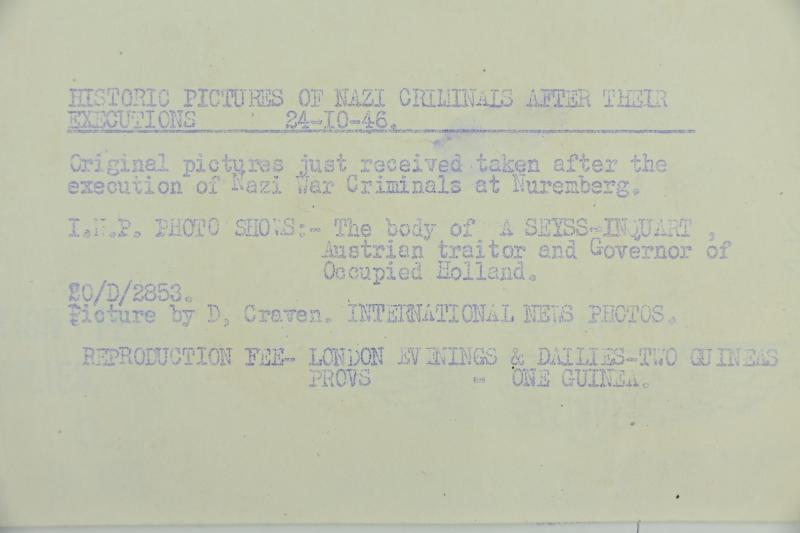 HISTORIC PICTURES OF NAZI CRIMINALS AFTER THEIR
EXECUTIONS 24-10-46.
Original pictures just received taken after the
execution of Nazi War Criminals at Nuremberg.
I.N.P. PHOTO SHOWS:- The body of A SEYSS-INQUART ,
Austrian traitor and Governor of
Occupied Holland.
20/D/2853.
Picture by D, Craven. INTERNATIONAL NEWS PHOTOS.
REPRODUCTION FEE- LONDON EVENINGS & DAILIES-TWO GUINEAS
PROVS - ONE GUINEA.